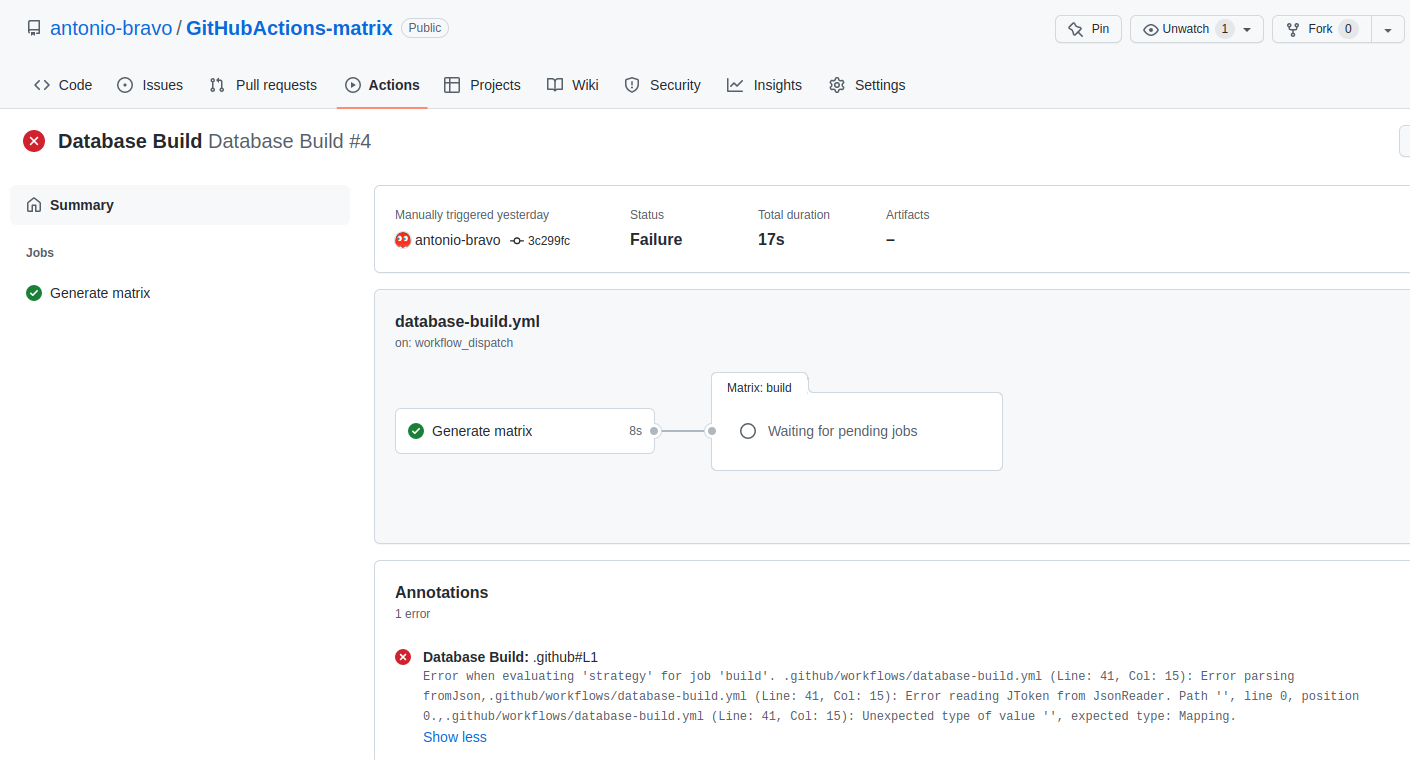 antonio-bravo / GitHubActions-matrix Public
Pin
Unwatch 1
Fork 0
Code
Issues
Pull requests
Actions
Projects
Wiki
Security
Insights
Settings
Database Build Database Build #4
Summary
Jobs
Generate matrix
Manually triggered yesterday
antonio-bravo 3c299fc
Status
Failure
Total duration
17s
Artifacts
–
database-build.yml
on: workflow_dispatch
Generate matrix 8s
Matrix: build
Waiting for pending jobs
Annotations
1 error
Database Build: .github#L1
Error when evaluating 'strategy' for job 'build'. .github/workflows/database-build.yml (Line: 41, Col: 15): Error parsing
fromJson,.github/workflows/database-build.yml (Line: 41, Col: 15): Error reading JToken from JsonReader. Path '', line 0, position
0.,.github/workflows/database-build.yml (Line: 41, Col: 15): Unexpected type of value '', expected type: Mapping.
Show less